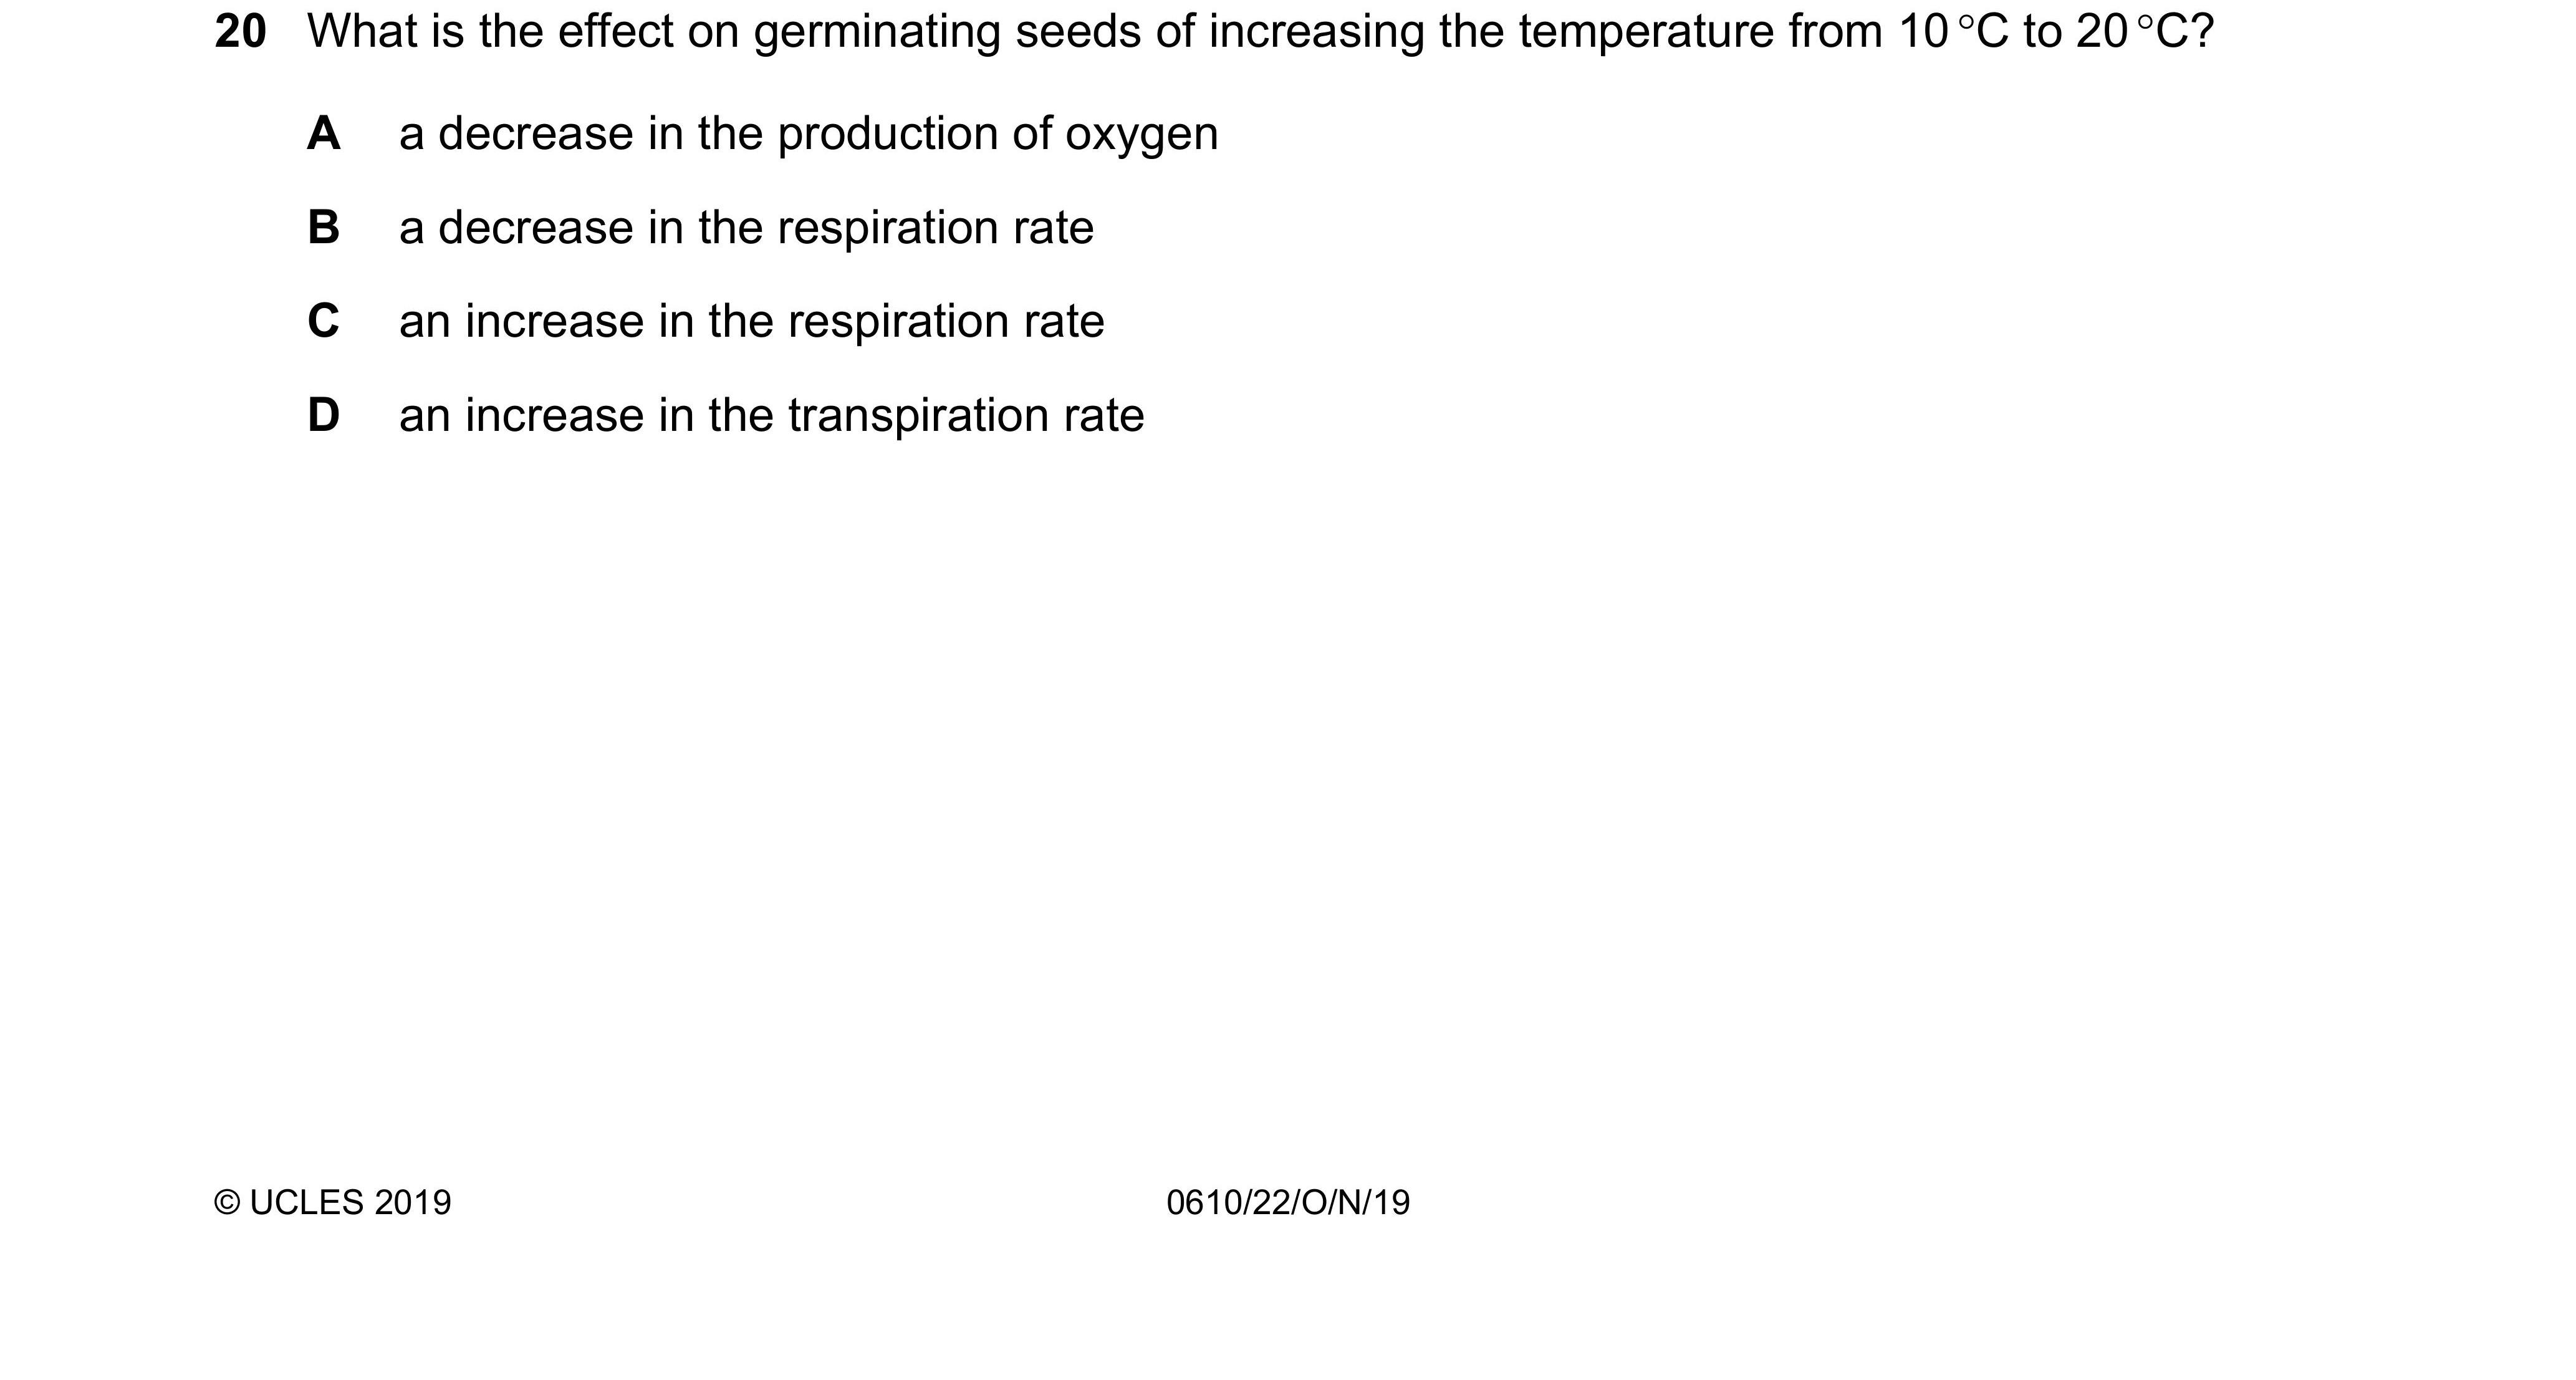 20 What is the effect on germinating seeds of increasing the temperature from 10 °C to 20 °C?
A a decrease in the production of oxygen
B a decrease in the respiration rate
C an increase in the respiration rate
D an increase in the transpiration rate
© UCLES 2019 0610/22/O/N/19